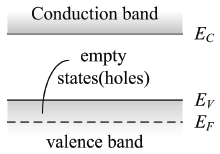 Conduction band
E_C
empty
states(holes)
E_V
E_F
valence band